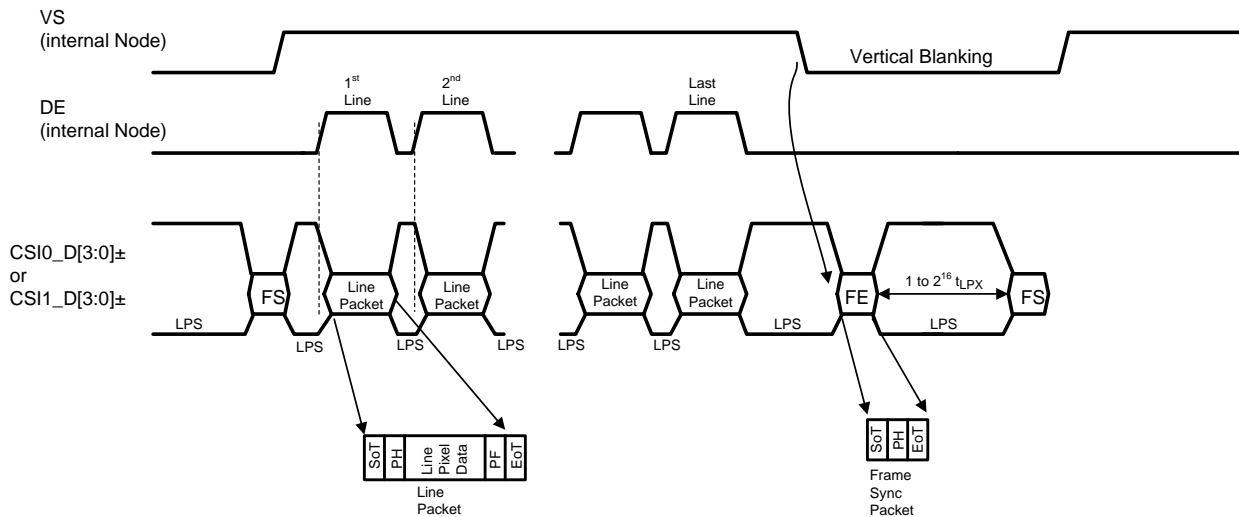 VS
(internal Node)
Vertical Blanking
DE
(internal Node)
1st
Line
2nd
Line
Last
Line
CSI0_D[3:0]±
or
CSI1_D[3:0]±
LPS
FS
LPS
Line
Packet
LPS
Line
Packet
LPS
LPS
Line
Packet
LPS
Line
Packet
LPS
FE
1 to 2^16 tLPX
LPS
FS
SoT
PH
Line
Pixel
Data
PF
EoT
Line
Packet
SoT
PH
EoT
Frame
Sync
Packet